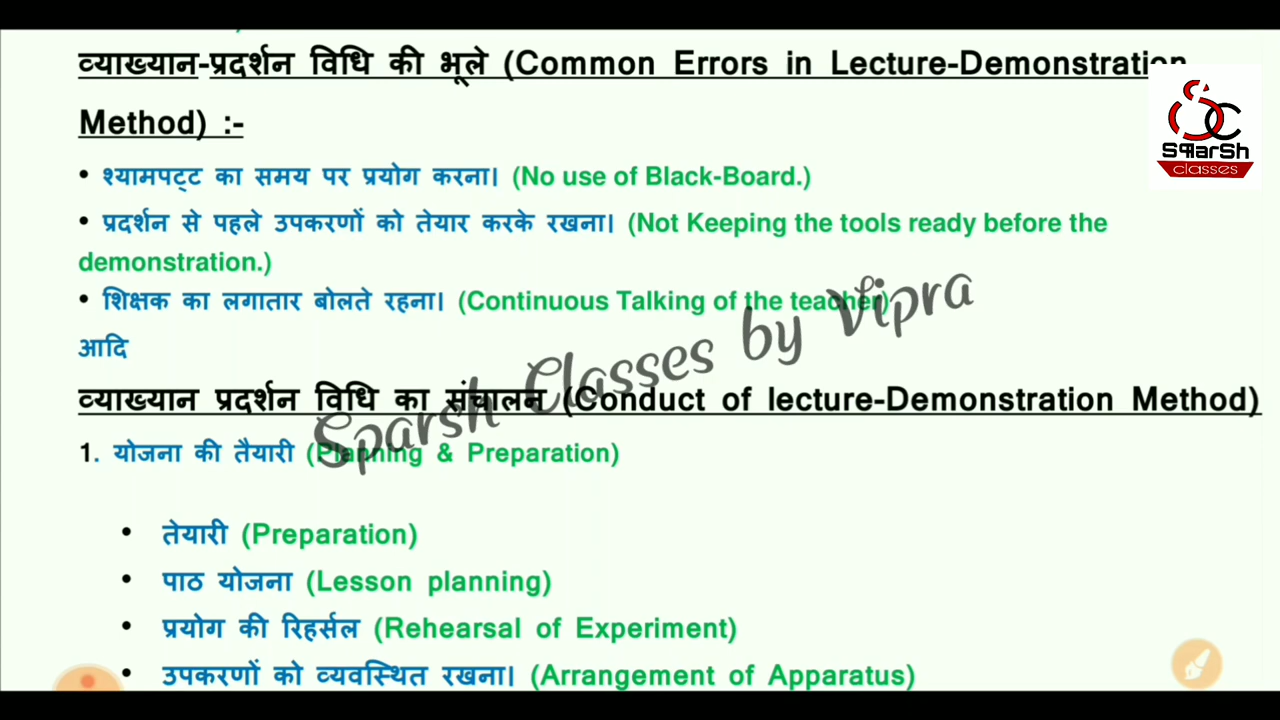 व्याख्यान-प्रदर्शन विधि की भूले (Common Errors in Lecture-Demonstration
Method) :-
• श्यामपट्ट का समय पर प्रयोग करना। (No use of Black-Board.)
• प्रदर्शन से पहले उपकरणों को तेयार करके रखना। (Not Keeping the tools ready before the
demonstration.)
• शिक्षक का लगातार बोलते रहना। (Continuous Talking of the teacher)
आदि
व्याख्यान प्रदर्शन विधि का संचालन (Conduct of lecture-Demonstration Method)
1. योजना की तैयारी (Planning & Preparation)
• तेयारी (Preparation)
• पाठ योजना (Lesson planning)
• प्रयोग की रिहर्सल (Rehearsal of Experiment)
• उपकरणों को व्यवस्थित रखना। (Arrangement of Apparatus)
Sparsh Classes by Vipra
SC
SqarSh
classes